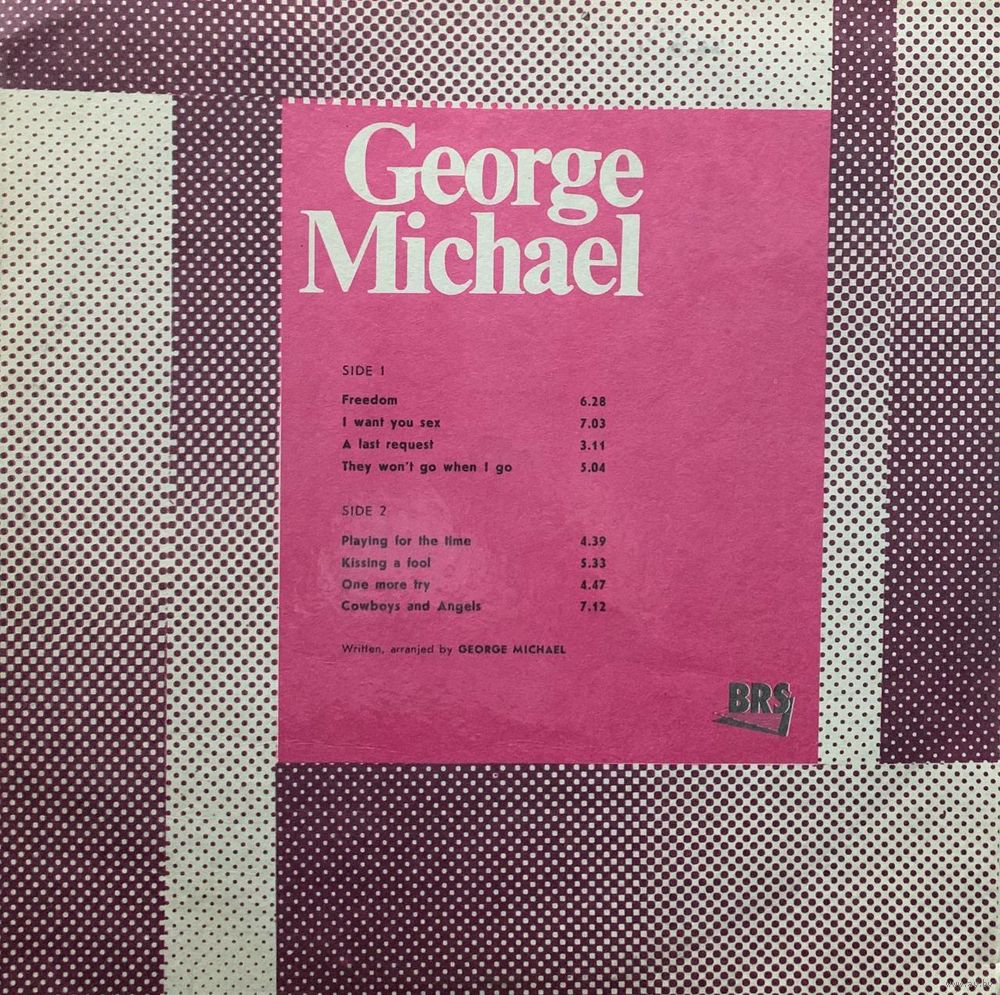 George
Michael
SIDE 1
Freedom 6.28
I want you sex 7.03
A last request 3.11
They won't go when I go 5.04
SIDE 2
Playing for the time 4.39
Kissing a fool 5.33
One more try 4.47
Cowboys and Angels 7.12
Written, arranjed by GEORGE MICHAEL
BRS